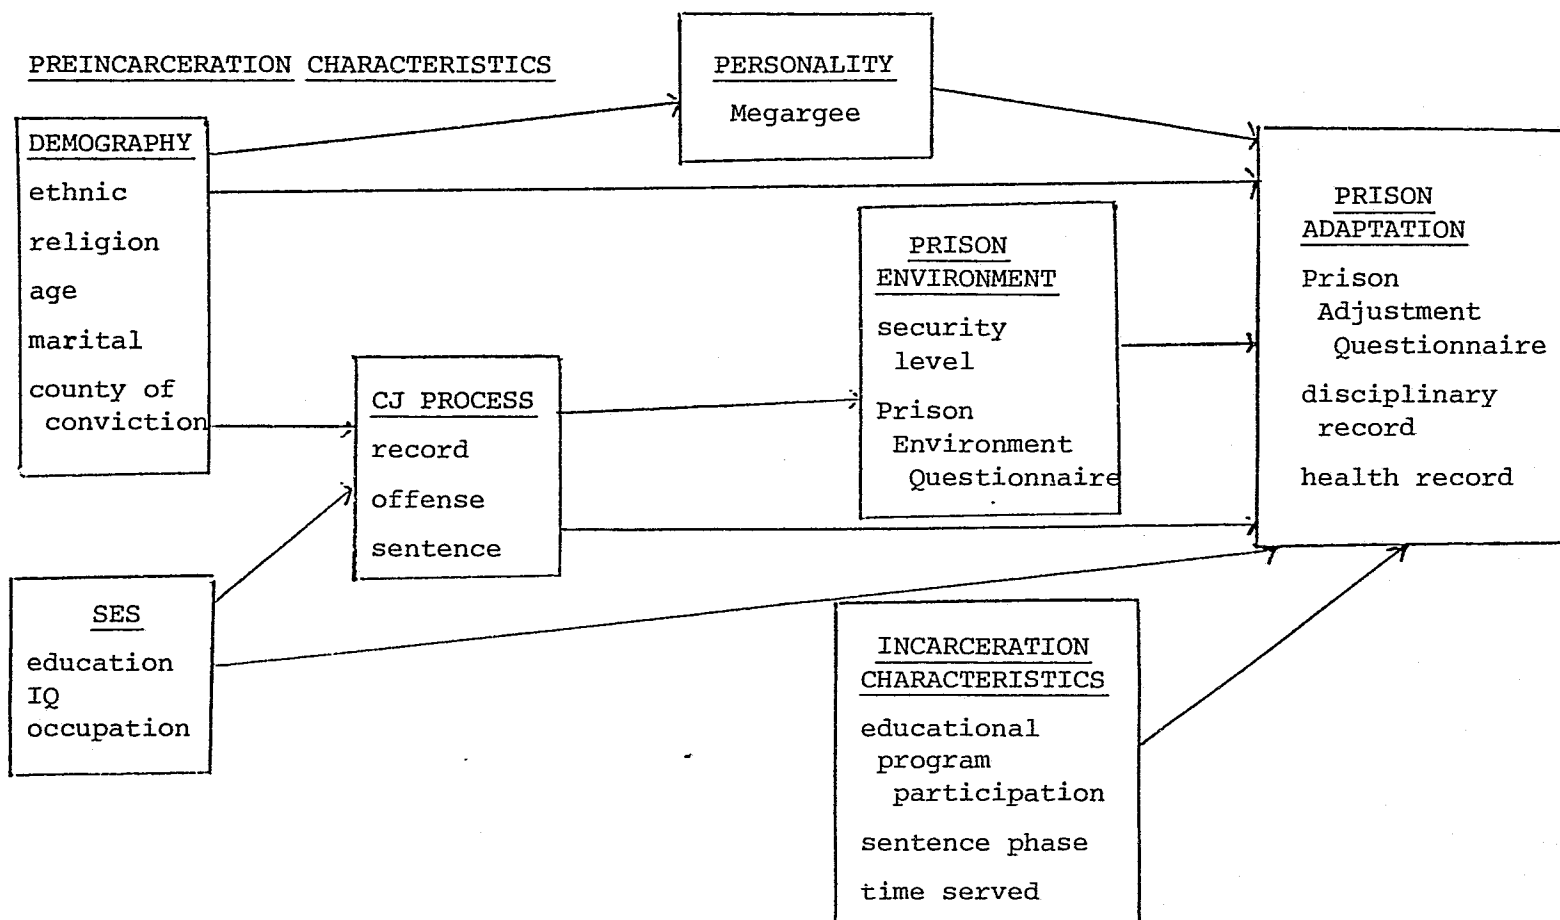 PREINCARCERATION CHARACTERISTICS
PERSONALITY
Megargee
DEMOGRAPHY
ethnic
religion
age
marital
county of
conviction
SES
education
IQ
occupation
CJ PROCESS
record
offense
sentence
PRISON
ENVIRONMENT
security
level
Prison
Environment
Questionnaire
INCARCERATION
CHARACTERISTICS
educational
program
participation
sentence phase
time served
PRISON
ADAPTATION
Prison
Adjustment
Questionnaire
disciplinary
record
health record